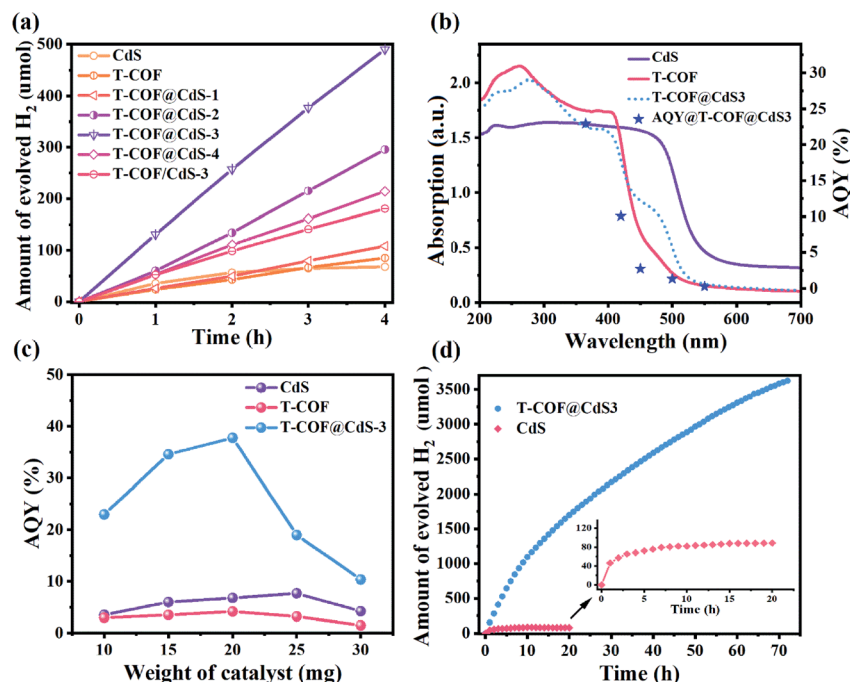 (a)
Amount of evolved H2 (umol)
500
400
300
200
100
0
CdS
T-COF
T-COF@CdS-1
T-COF@CdS-2
T-COF@CdS-3
T-COF@CdS-4
T-COF/CdS-3
0 1 2 3 4
Time (h)
(b)
Absorption (a.u.)
2.0
1.5
1.0
0.5
0.0
CdS
T-COF
T-COF@CdS3
AQY@T-COF@CdS3
30
25
20
15
10
5
0
AQY (%)
200 300 400 500 600 700
Wavelength (nm)
(c)
AQY (%)
50
40
30
20
10
0
CdS
T-COF
T-COF@CdS-3
10 15 20 25 30
Weight of catalyst (mg)
(d)
Amount of evolved H2 (umol)
3500
3000
2500
2000
1500
1000
500
0
T-COF@CdS3
CdS
120
80
40
0
0 5 10 15 20
Time (h)
0 10 20 30 40 50 60 70
Time (h)